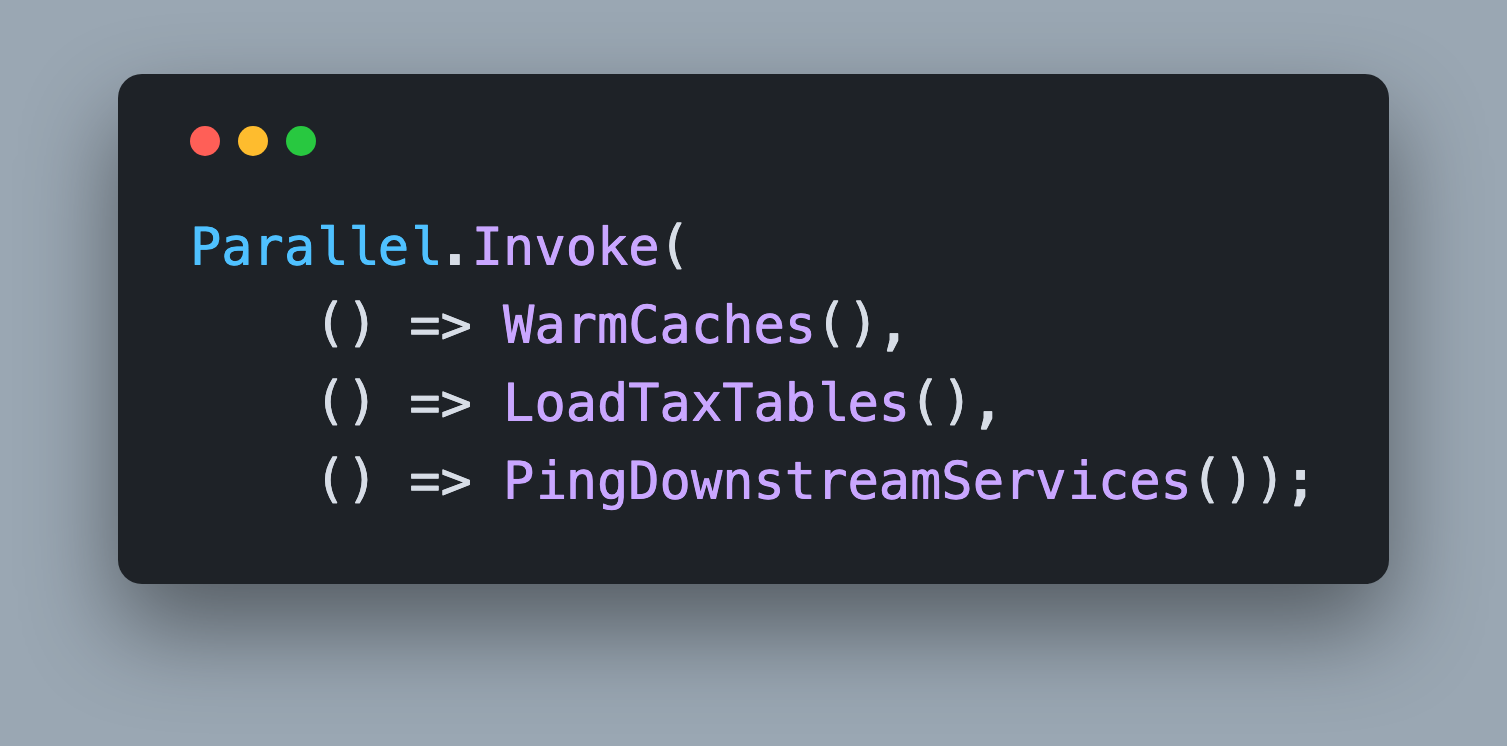 Parallel.Invoke(
    () => WarmCaches(),
    () => LoadTaxTables(),
    () => PingDownstreamServices());